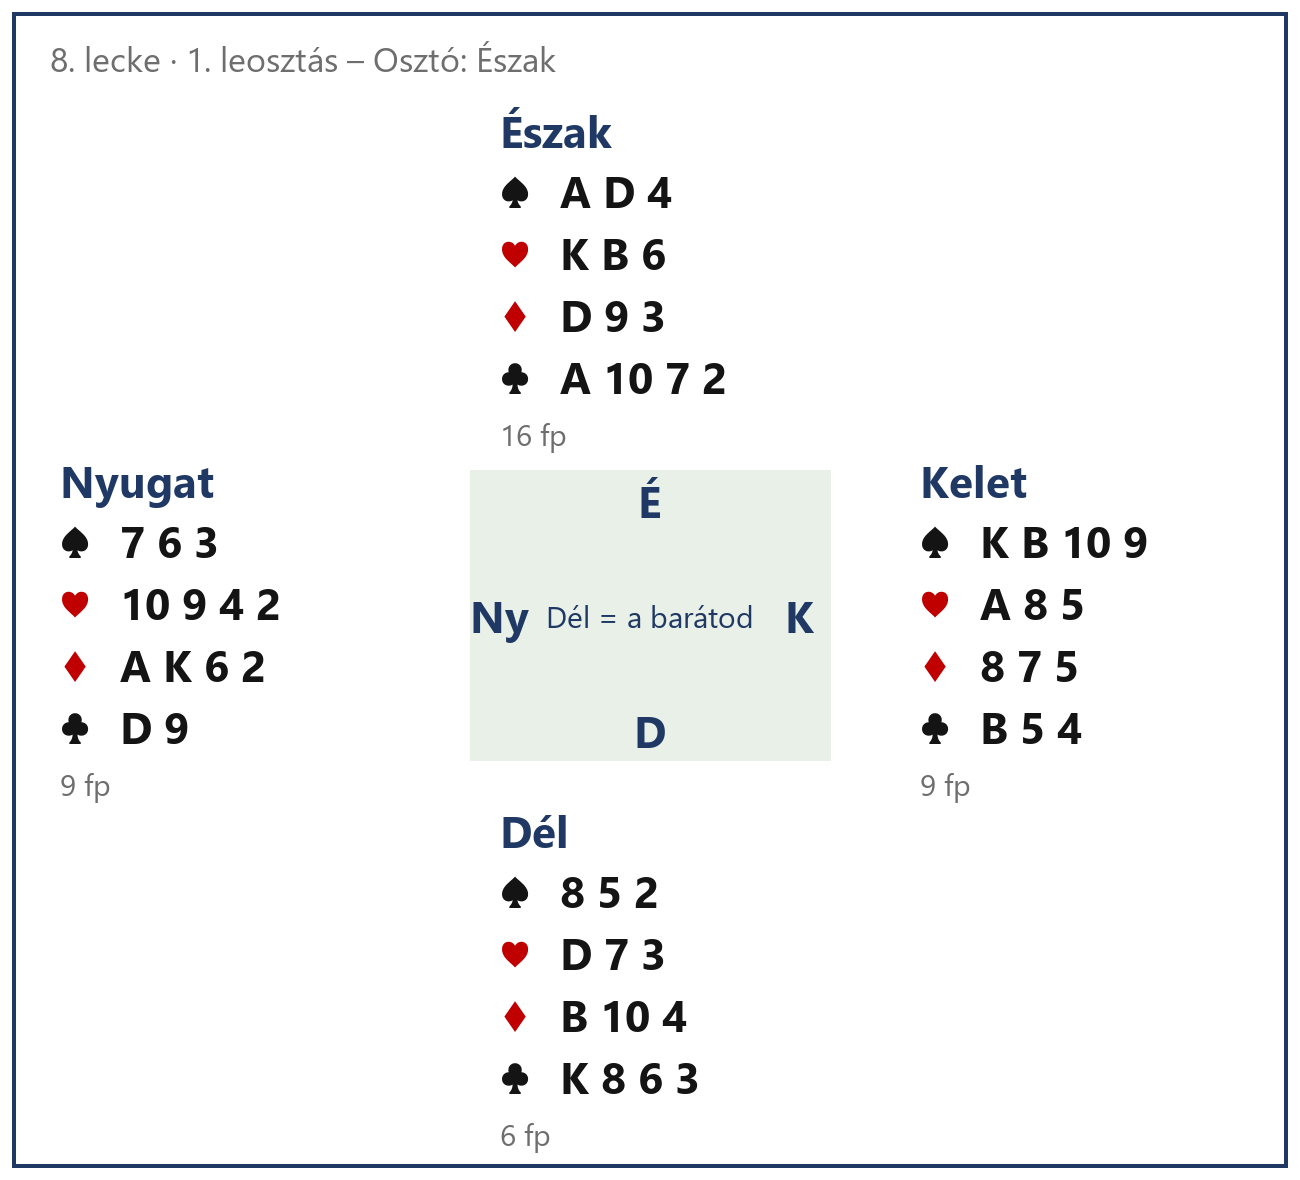 8. lecke · 1. leosztás – Osztó: Észak
Észak
♠ A D 4
♥ K B 6
♦ D 9 3
♣ A 10 7 2
16 fp
Nyugat
♠ 7 6 3
♥ 10 9 4 2
♦ A K 6 2
♣ D 9
9 fp
É
Ny Dél = a barátod K
D
Kelet
♠ K B 10 9
♥ A 8 5
♦ 8 7 5
♣ B 5 4
9 fp
Dél
♠ 8 5 2
♥ D 7 3
♦ B 10 4
♣ K 8 6 3
6 fp